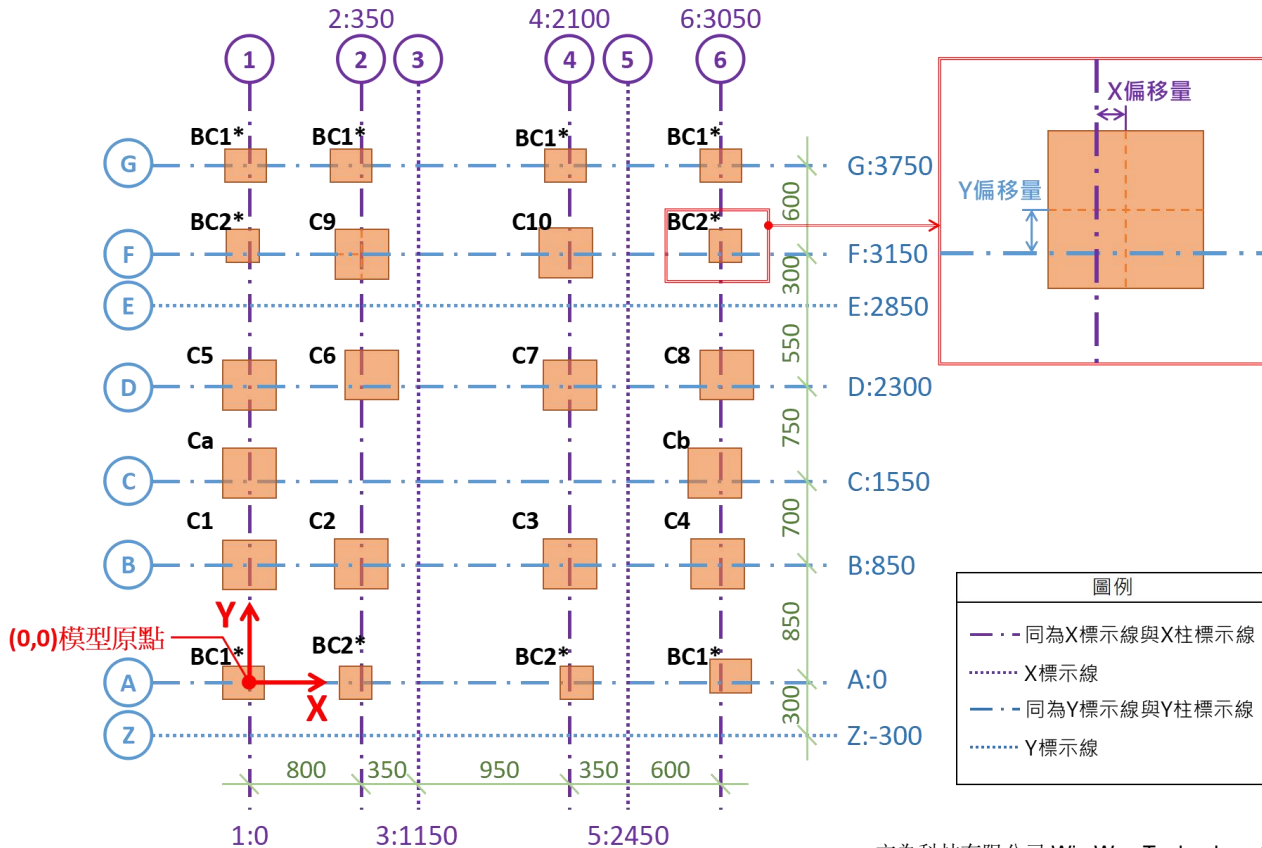 2:350 4:2100 6:3050
1 2 3 4 5 6
X偏移量
BC1* BC1* BC1* BC1*
G G:3750
Y偏移量
600
BC2* C9 C10 BC2*
F F:3150
300
E E:2850
550
C5 C6 C7 C8
D D:2300
750
Ca Cb
C C:1550
700
C1 C2 C3 C4
B B:850
圖例
850
Y
(0,0)模型原點
同為X標示線與X柱標示線
BC1* BC2* BC2* BC1*
X標示線
A X A:0
同為Y標示線與Y柱標示線
300
Z Z:-300
Y標示線
800 350 950 350 600
1:0 3:1150 5:2450